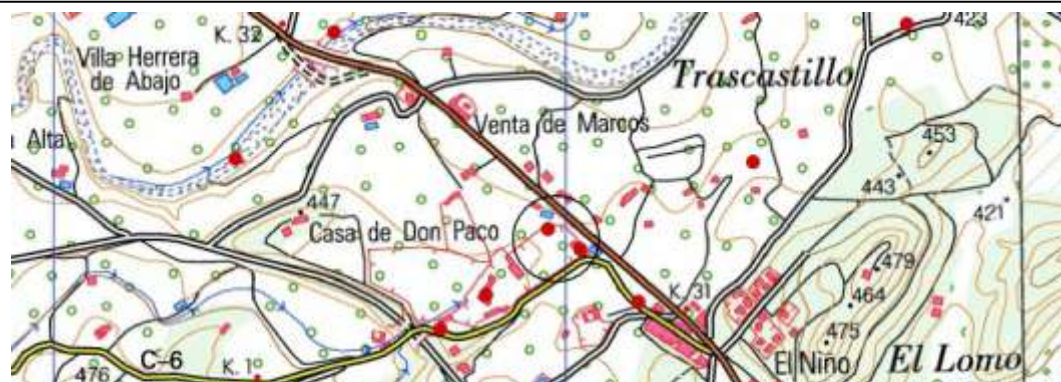 423
K. 32
Villa Herrera
de Abajo
Trascastillo
Alta
Venta de Marcos
453
443
447
421
Casa de Don Paco
479
K. 31
464
475
C-6
K. 1
476
El Niño
El Lomo